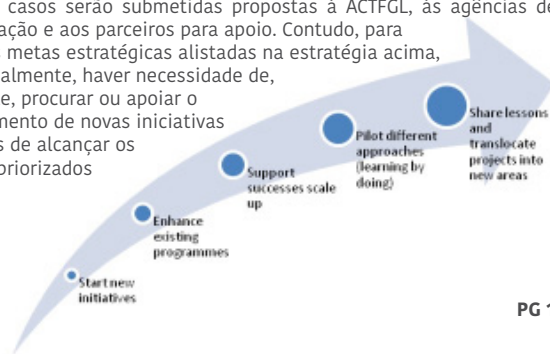 casos serão submetidas propostas à ACTFGL, às agências de
ação e aos parceiros para apoio. Contudo, para
metas estratégicas alistadas na estratégia acima,
almente, haver necessidade de,
e, procurar ou apoiar o
mento de novas iniciativas
s de alcançar os
priorizados
Start new
initiatives
Enhance
existing
programmes
Support
successes scale
up
Pilot different
approaches
(learning by
doing)
Share lessons
and
translocate
projects into
new areas
PG 1